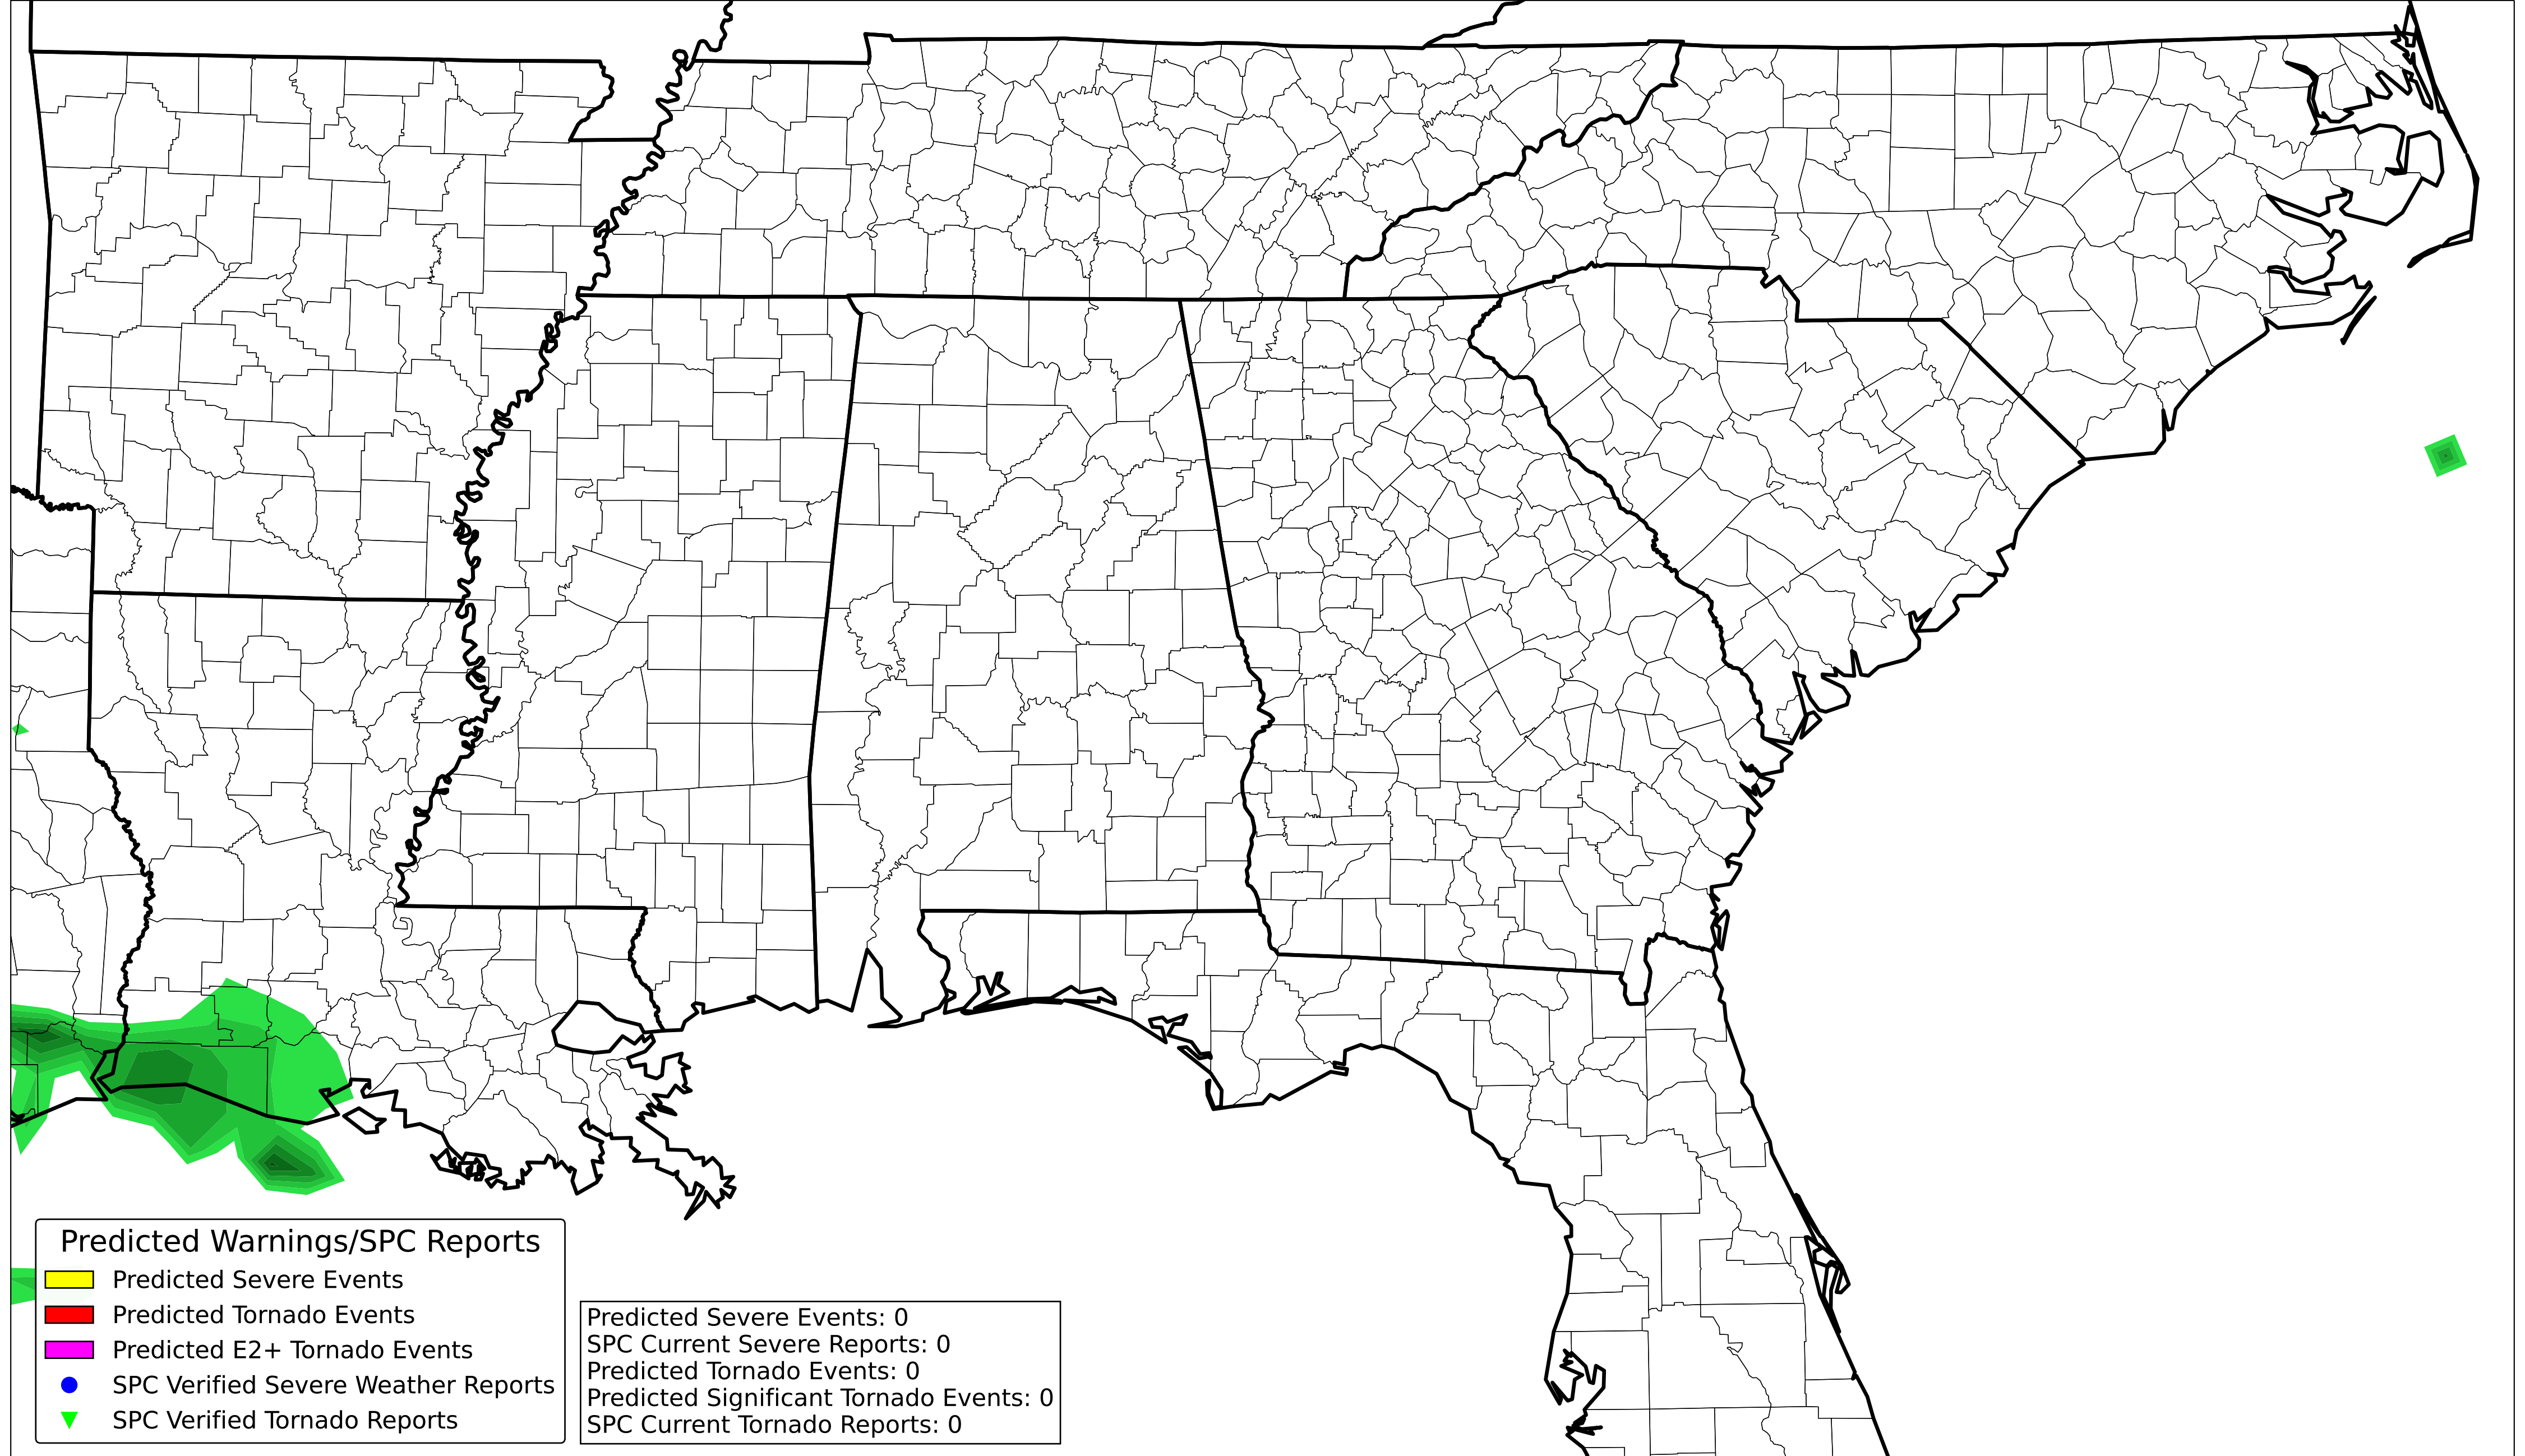 Predicted Warnings/SPC Reports
Predicted Severe Events
Predicted Tornado Events
Predicted E2+ Tornado Events
SPC Verified Severe Weather Reports
SPC Verified Tornado Reports
Predicted Severe Events: 0
SPC Current Severe Reports: 0
Predicted Tornado Events: 0
Predicted Significant Tornado Events: 0
SPC Current Tornado Reports: 0